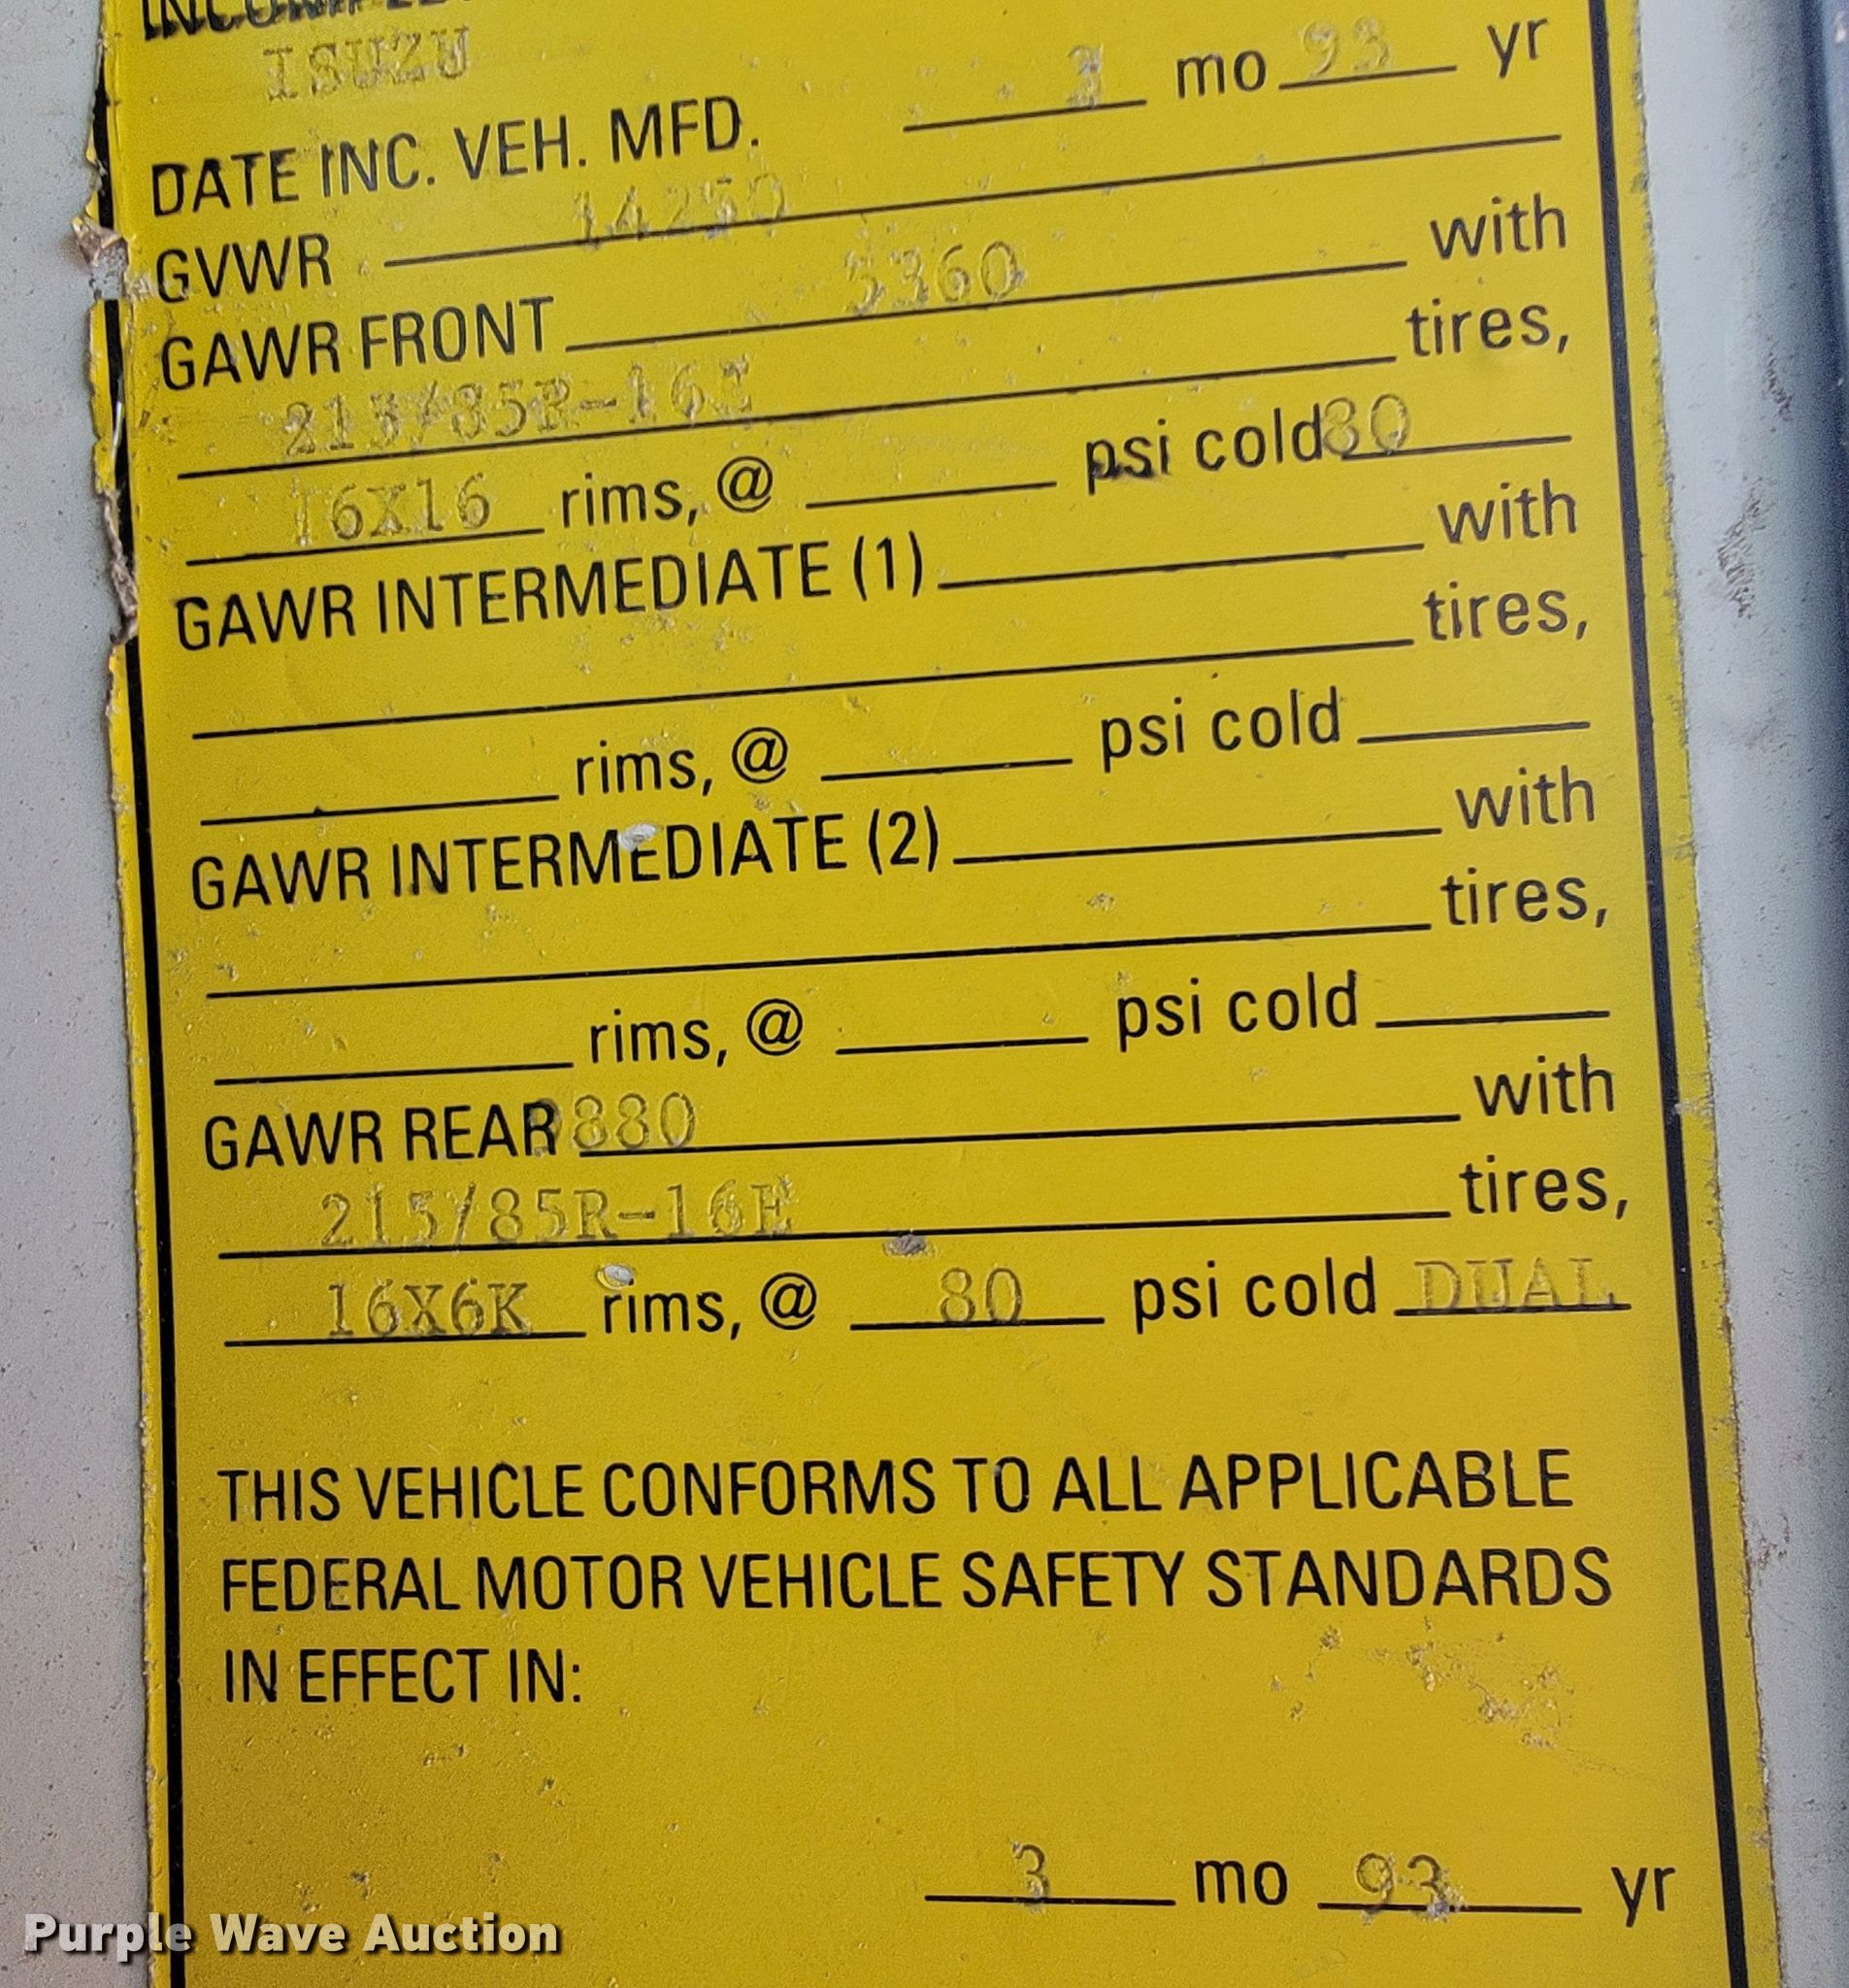 ISUZU
DATE INC. VEH. MFD. 3 mo 93 yr
GVWR 14250
GAWR FRONT 5360 with
215/85R-16E tires,
16X16 rims, @ psi cold 80
GAWR INTERMEDIATE (1) with
tires,
rims, @ psi cold
GAWR INTERMEDIATE (2) with
tires,
rims, @ psi cold
GAWR REAR with
215/85R-16E tires,
16X6K rims, @ 80 psi cold DUAL
THIS VEHICLE CONFORMS TO ALL APPLICABLE
FEDERAL MOTOR VEHICLE SAFETY STANDARDS
IN EFFECT IN:
3 mo 93 yr
Purple Wave Auction